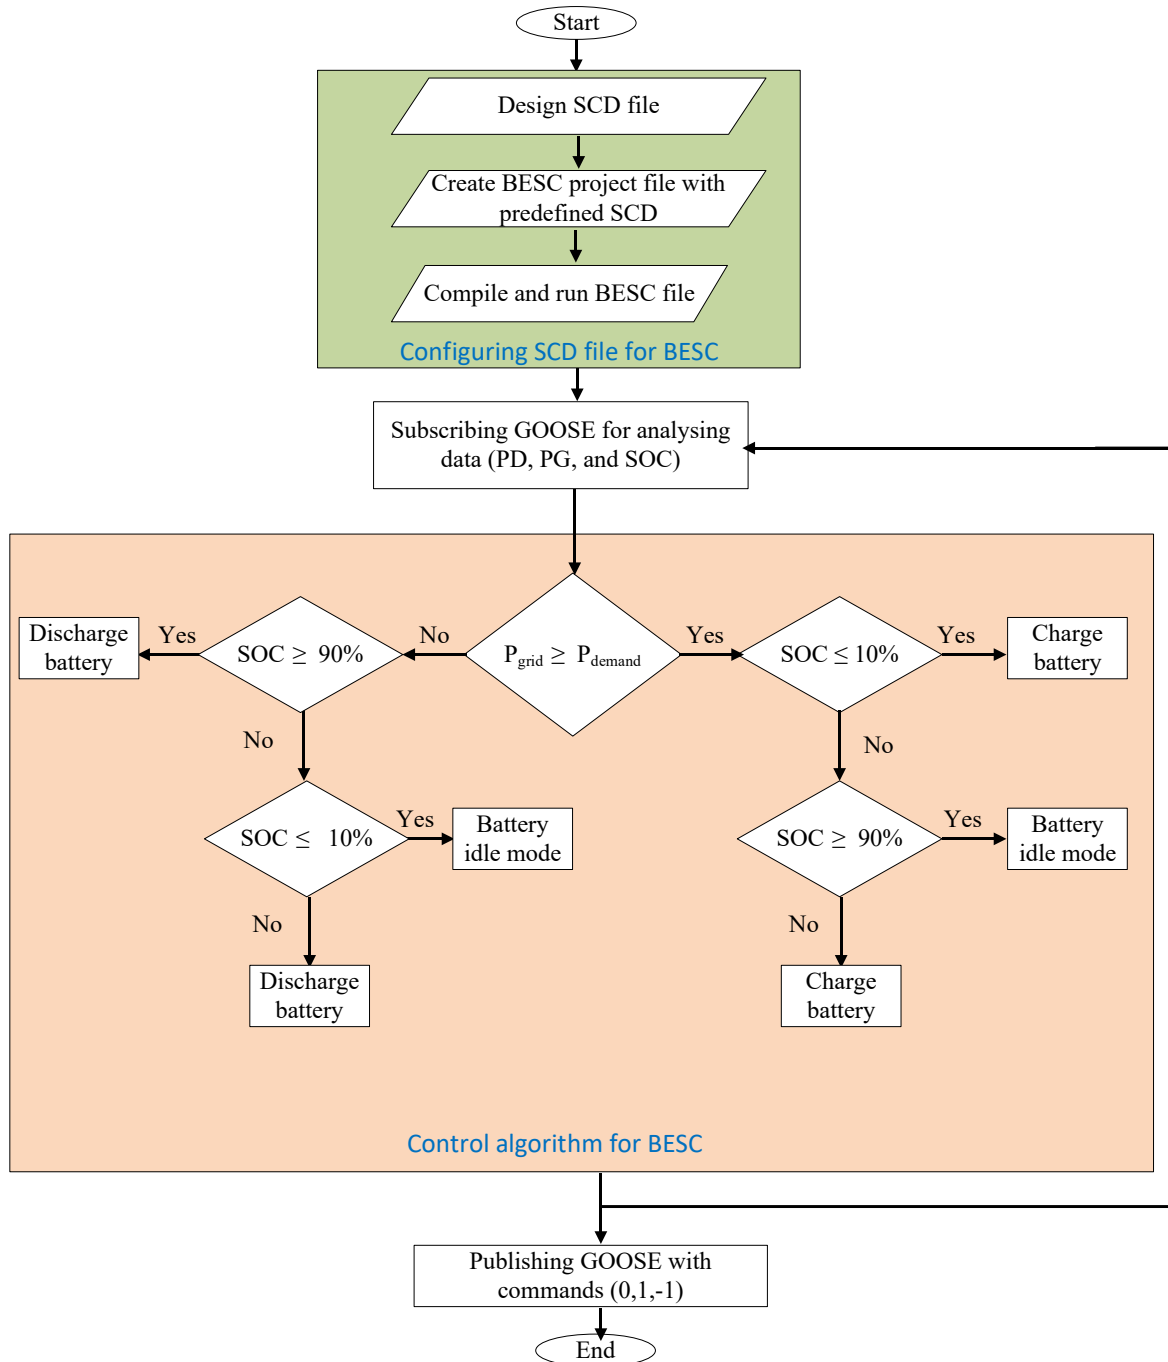 Start
Design SCD file
Create BESC project file with
predefined SCD
Compile and run BESC file
Configuring SCD file for BESC
Subscribing GOOSE for analysing
data (PD, PG, and SOC)
Discharge
battery
Yes
SOC ≥ 90%
No
P_grid ≥ P_demand
Yes
SOC ≤ 10%
Yes
Charge
battery
No
No
SOC ≤ 10%
Yes
Battery
idle mode
SOC ≥ 90%
Yes
Battery
idle mode
No
No
Discharge
battery
Charge
battery
Control algorithm for BESC
Publishing GOOSE with
commands (0,1,-1)
End